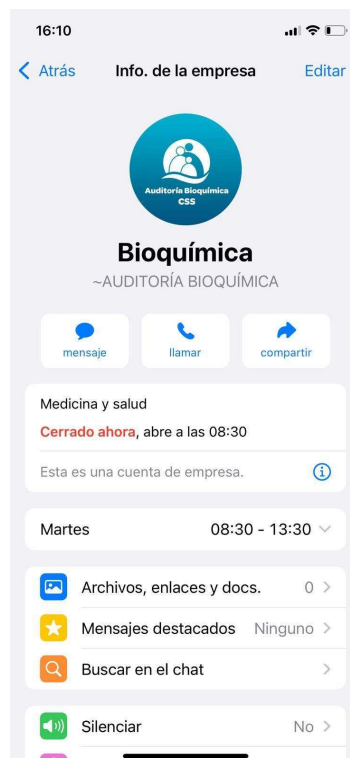 16:10
Atrás Info. de la empresa Editar
Auditoría Bioquímica
CSS
Bioquímica
~AUDITORÍA BIOQUÍMICA
mensaje llamar compartir
Medicina y salud
Cerrado ahora, abre a las 08:30
Esta es una cuenta de empresa.
Martes 08:30 - 13:30
Archivos, enlaces y docs. 0
Mensajes destacados Ninguno
Buscar en el chat
Silenciar No